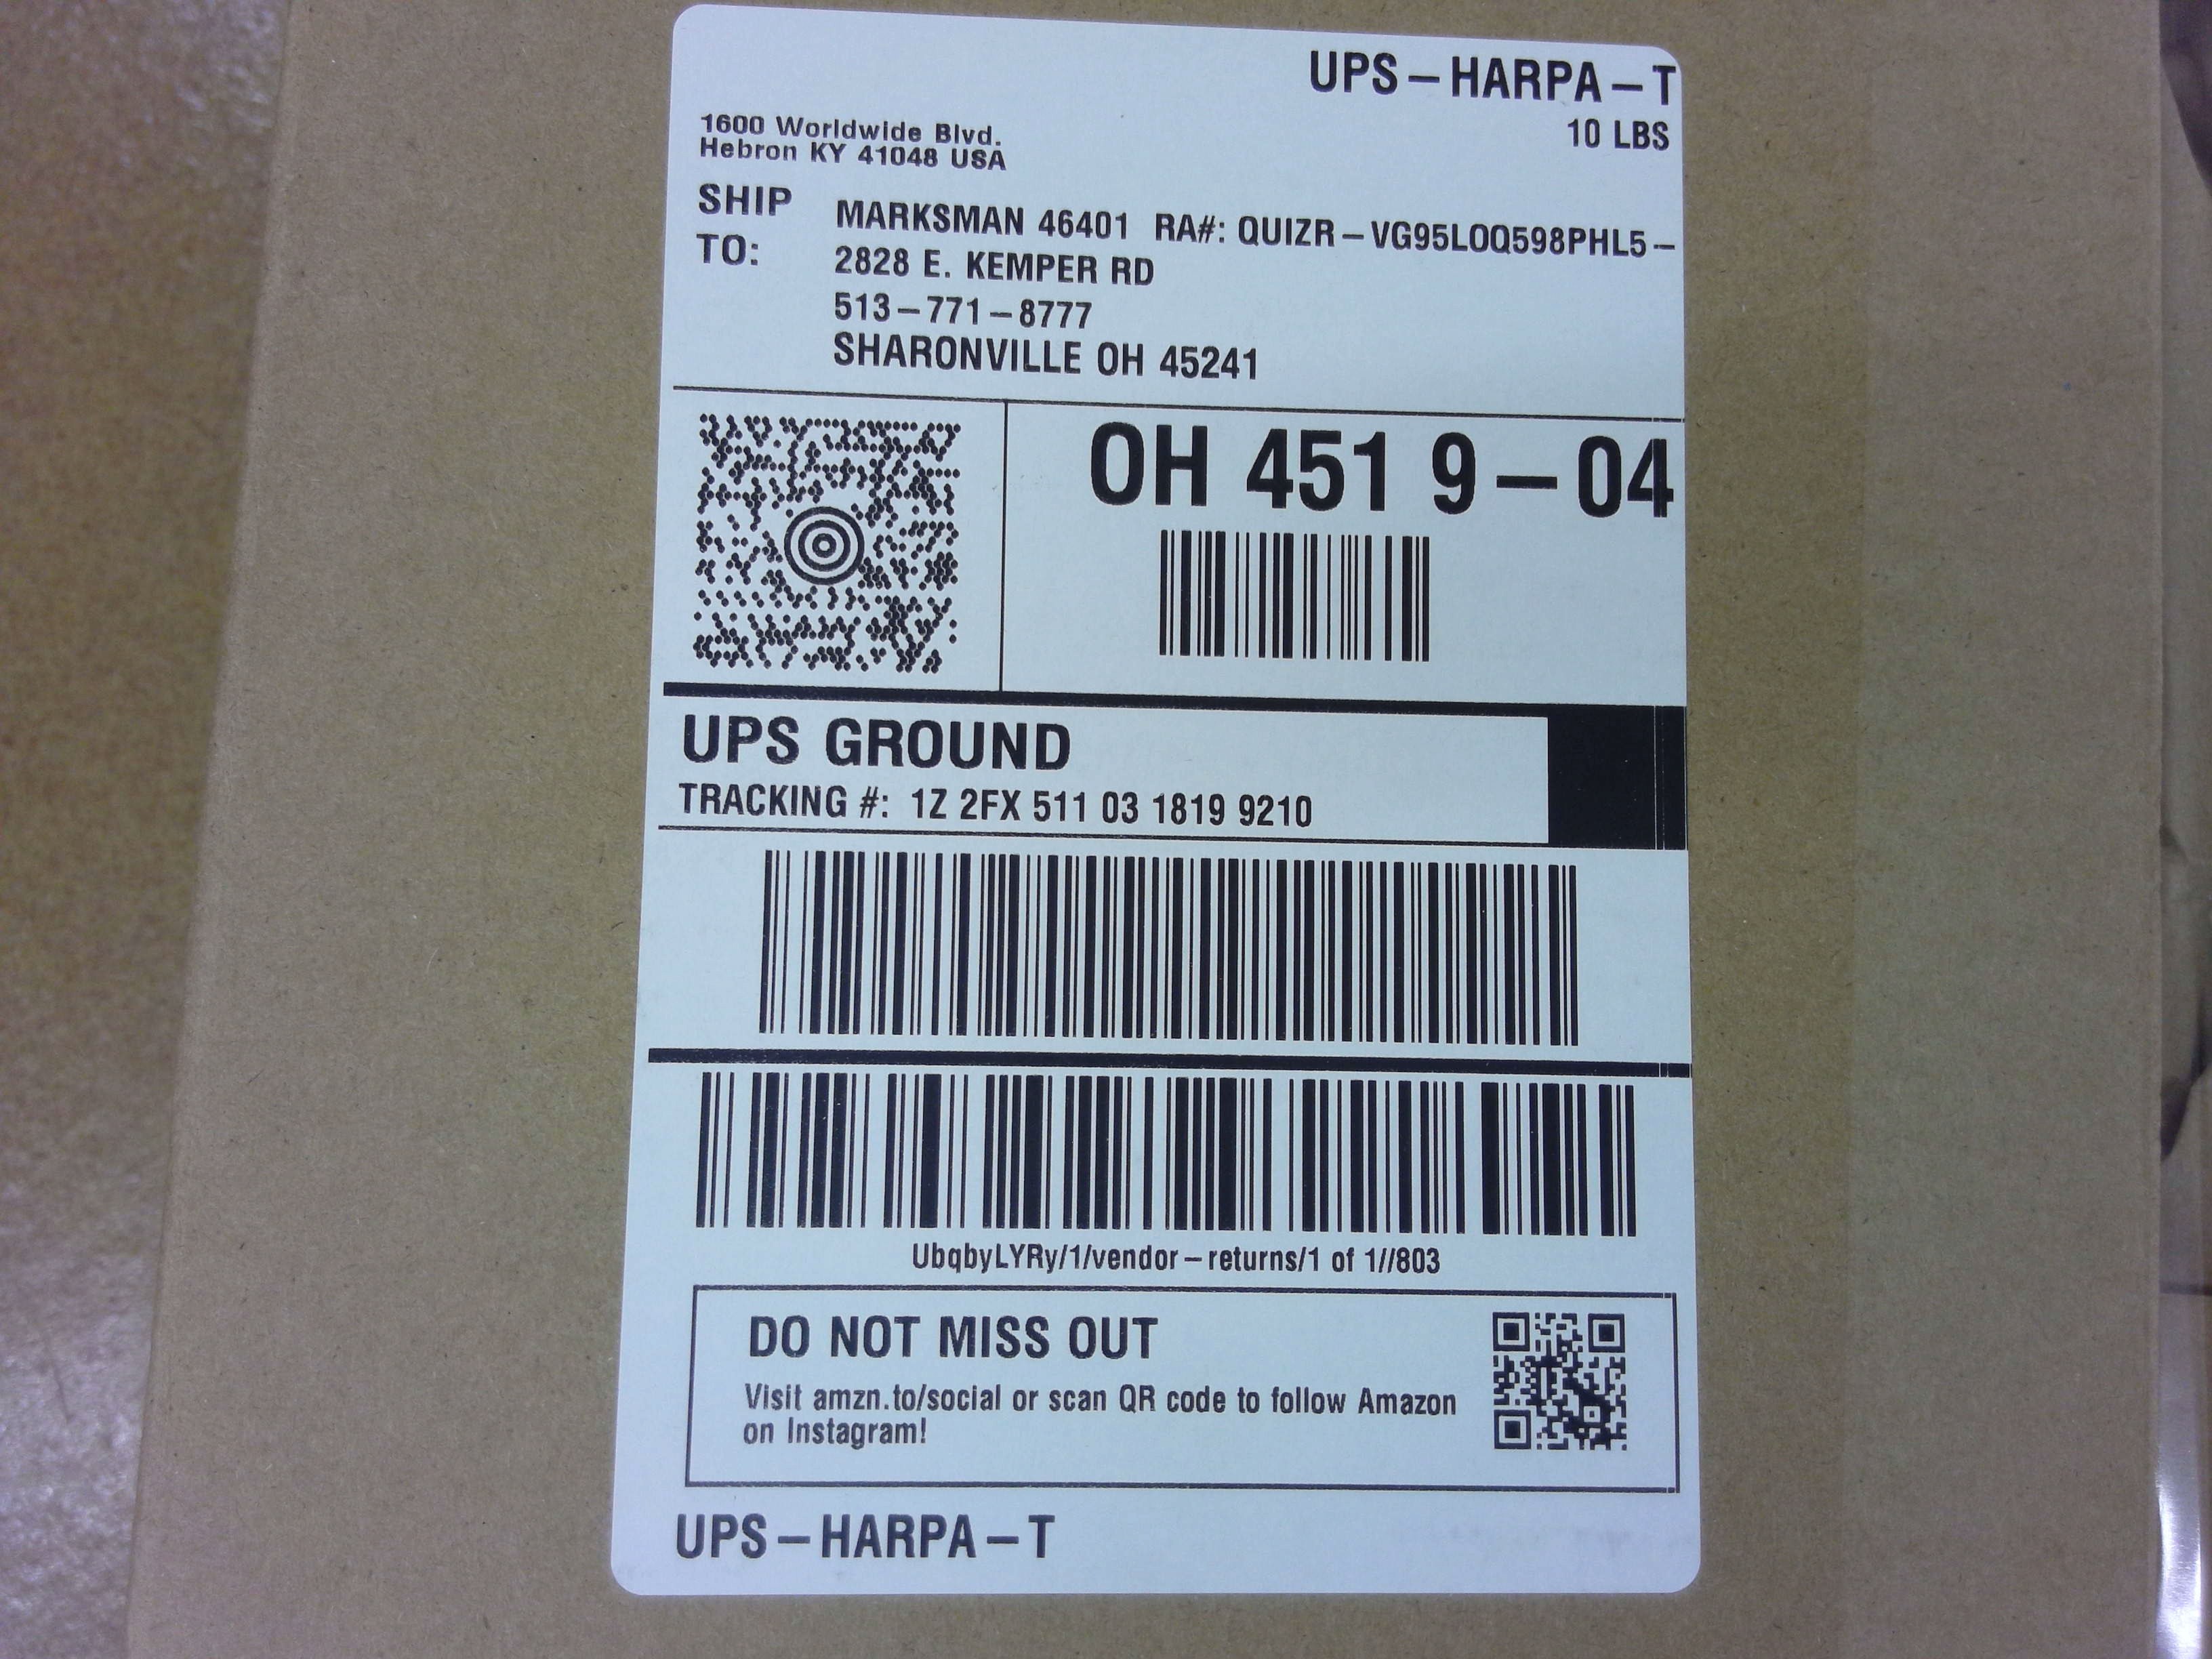 UPS – HARPA – T
10 LBS
1600 Worldwide Blvd.
Hebron KY 41048 USA
SHIP TO:
MARKSMAN 46401 RA#: QUIZR – VG95LOQ598PHL5 –
2828 E. KEMPER RD
513 – 771 – 8777
SHARONVILLE OH 45241
OH 451 9 – 04
UPS GROUND
TRACKING #: 1Z 2FX 511 03 1819 9210
UbqbyLYRy/1/vendor – returns/1 of 1//803
DO NOT MISS OUT
Visit amzn.to/social or scan QR code to follow Amazon
on Instagram!
UPS – HARPA – T